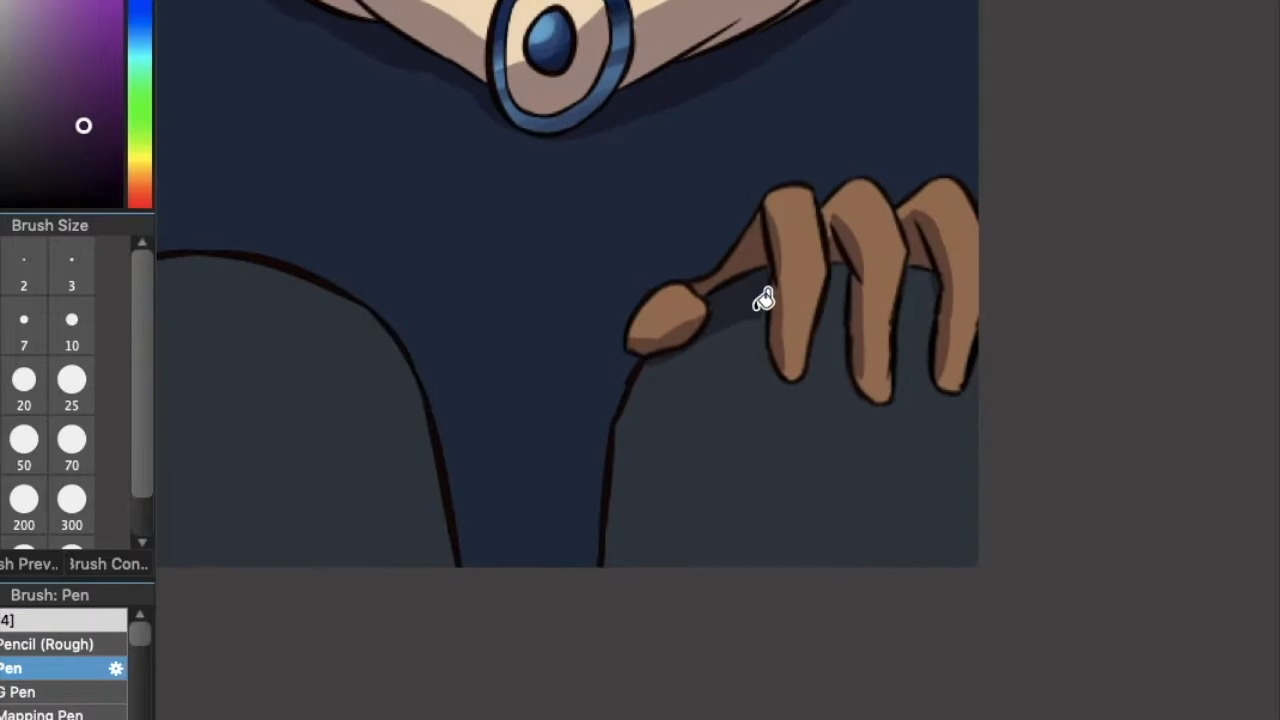 Brush Size
2 3
7 10
20 25
50 70
200 300
sh Prev.. Brush Con..
Brush: Pen
4]
Pencil (Rough)
Pen
G Pen
Mapping Pen